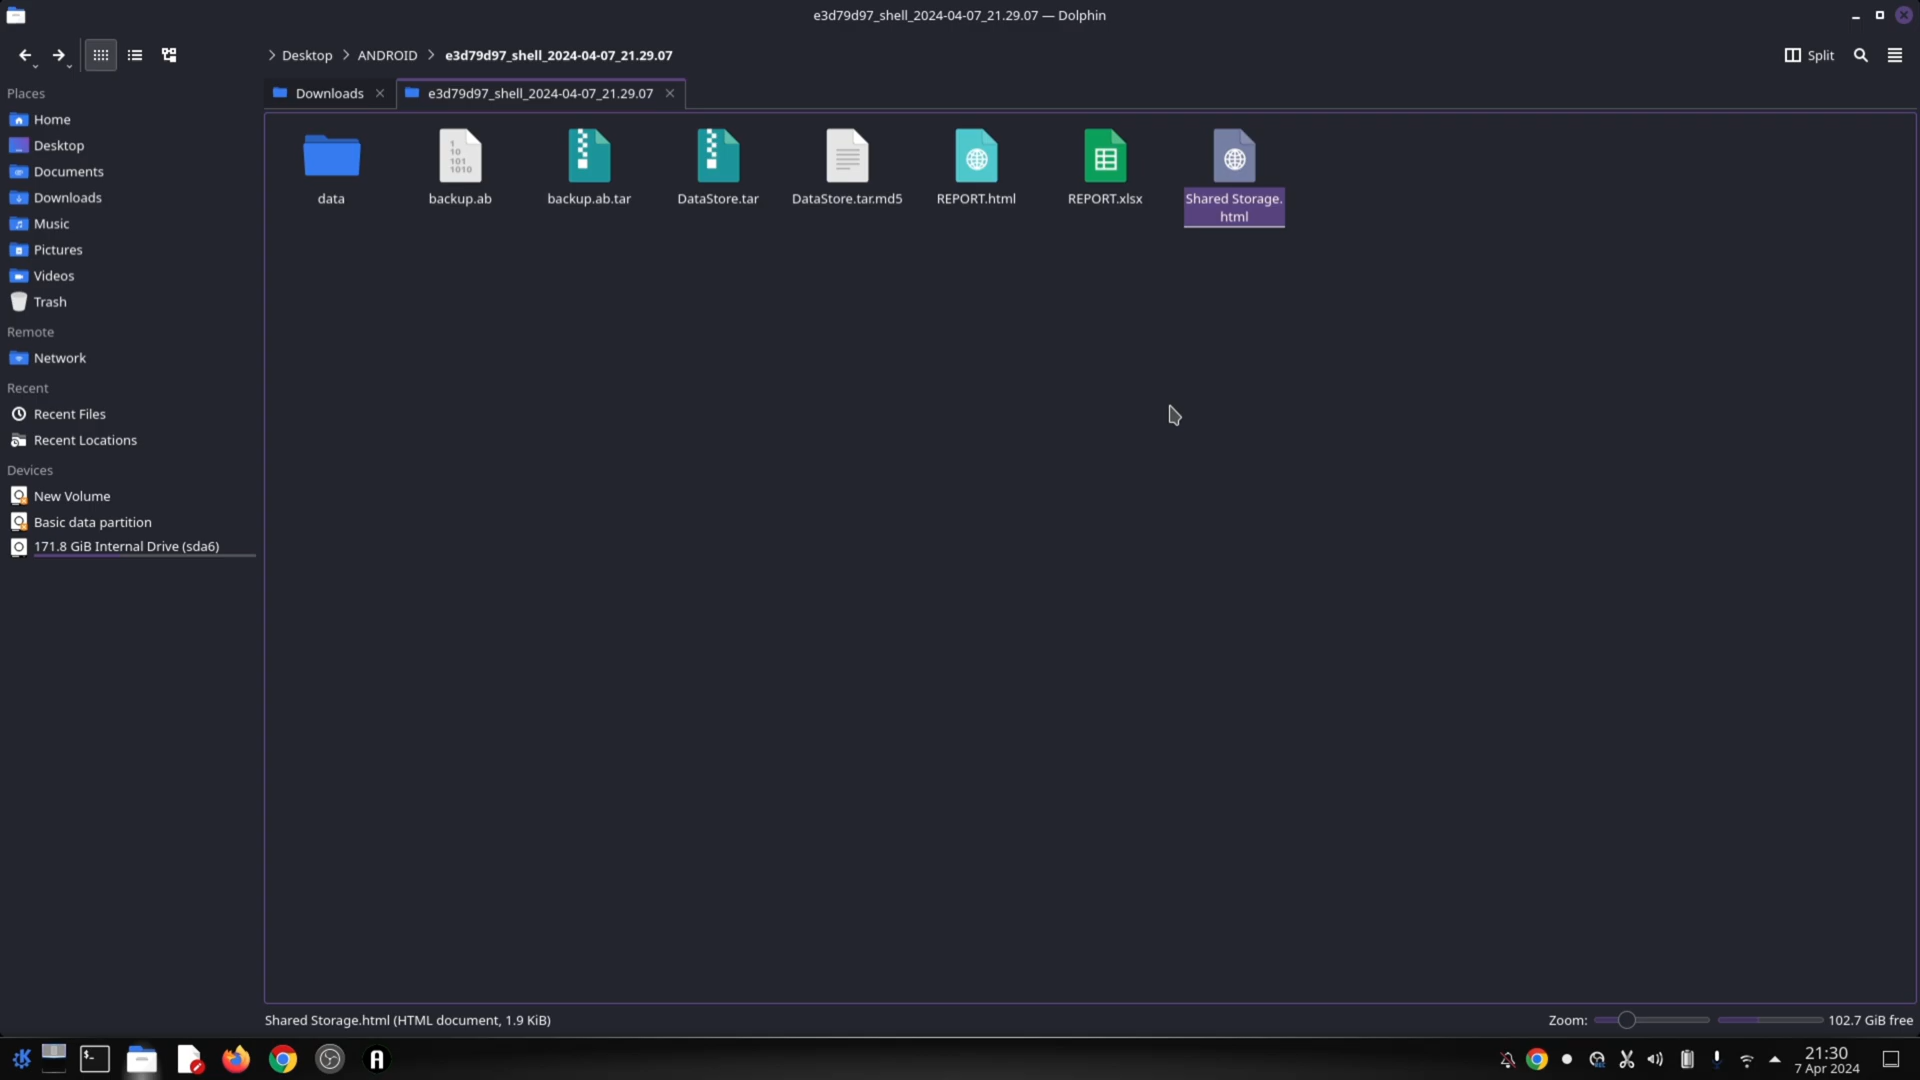 e3d79d97_shell_2024-04-07_21.29.07 — Dolphin
Desktop
ANDROID
e3d79d97_shell_2024-04-07_21.29.07
Split
Downloads
e3d79d97_shell_2024-04-07_21.29.07
Places
Home
Desktop
Documents
Downloads
Music
Pictures
Videos
Trash
Remote
Network
Recent
Recent Files
Recent Locations
Devices
New Volume
Basic data partition
171.8 GiB Internal Drive (sda6)
1
10
101
1010
data
backup.ab
backup.ab.tar
DataStore.tar
DataStore.tar.md5
REPORT.html
REPORT.xlsx
Shared Storage.
html
Shared Storage.html (HTML document, 1.9 KiB)
Zoom:
102.7 GiB free
21:30
7 Apr 2024